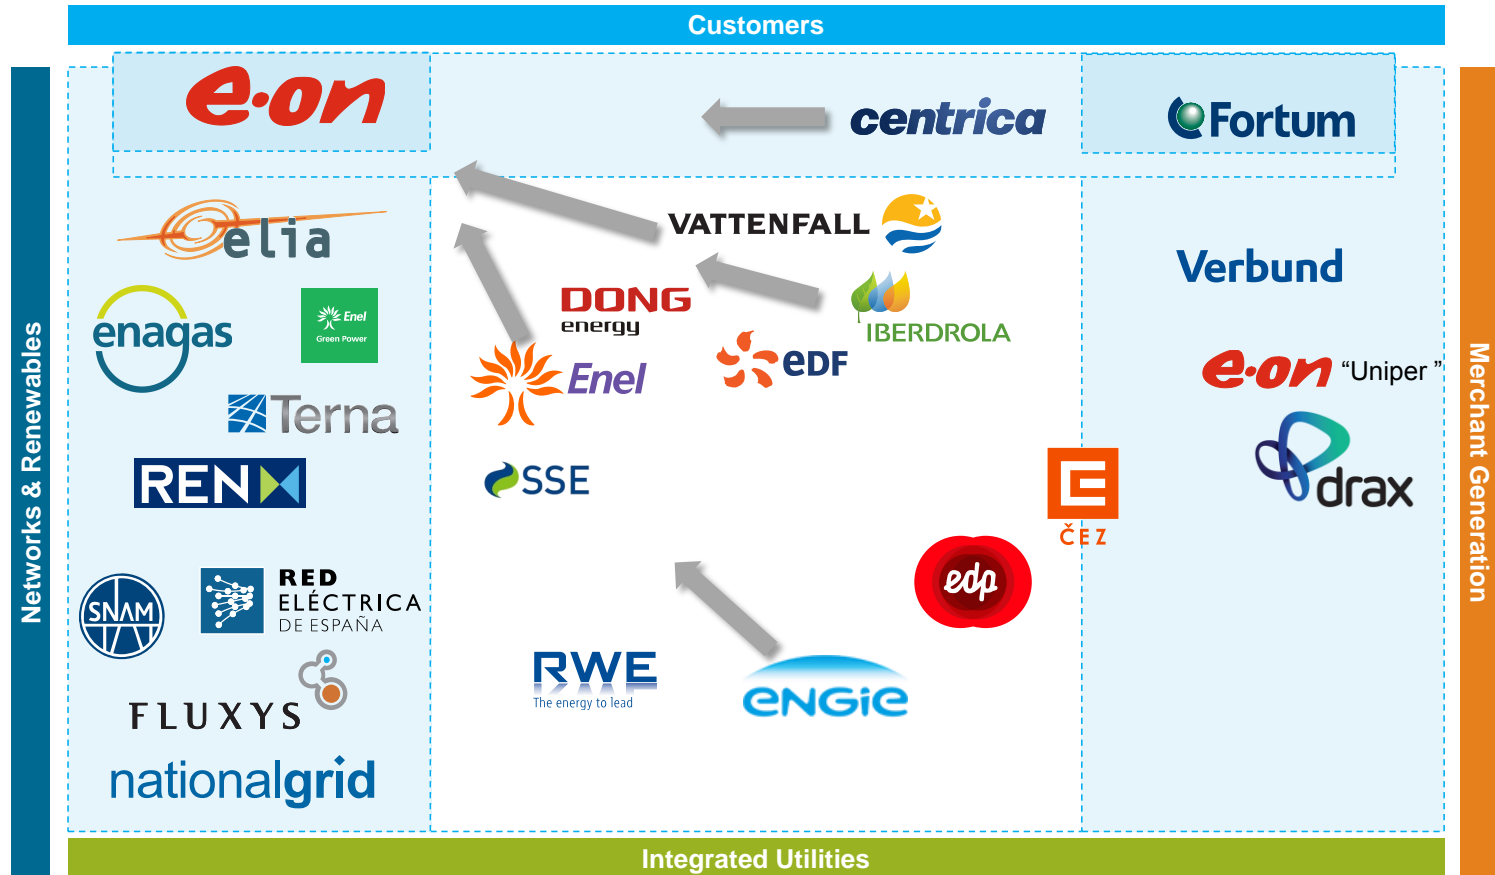 Customers
Networks & Renewables
Merchant Generation
e·on
centrica
Fortum
elia
VATTENFALL
Verbund
enagas
Enel
Green Power
DONG
energy
IBERDROLA
eDF
Enel
e·on “Uniper ”
Terna
drax
REN
SSE
ČEZ
edp
SNAM
RED
ELÉCTRICA
DE ESPAÑA
RWE
The energy to lead
ENGiE
FLUXYS
nationalgrid
Integrated Utilities